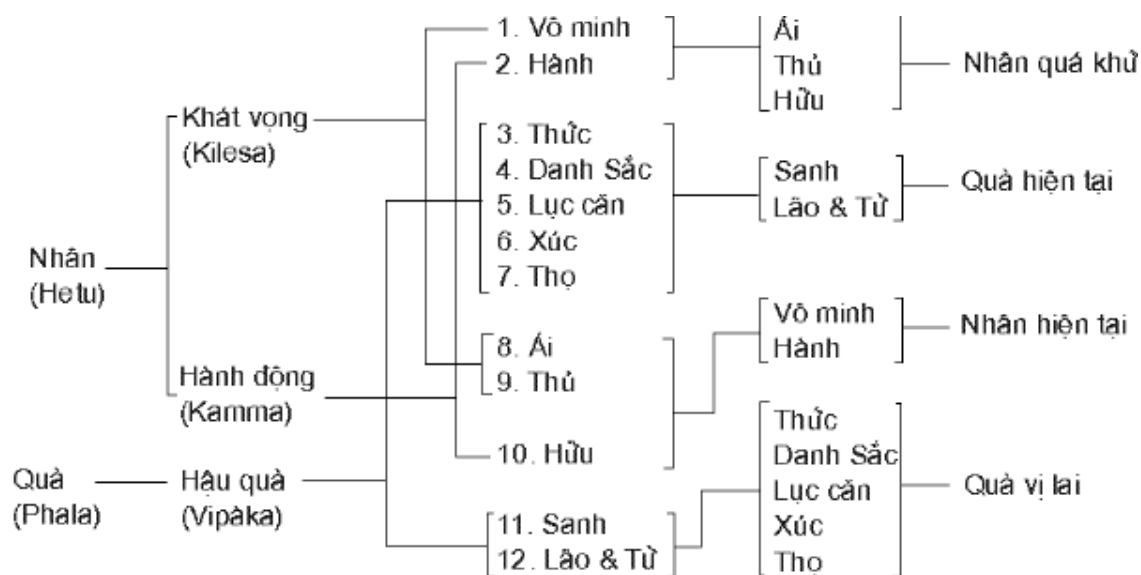 1. Vô minh
2. Hành
Ái
Thủ
Hữu
Nhân quá khử
Khát vọng
(Kilesa)
3. Thức
4. Danh Sắc
5. Lục căn
6. Xúc
7. Thọ
Sanh
Lão & Tử
Quả hiện tại
Nhân
(Hetu)
8. Ái
9. Thủ
Vô minh
Hành
Nhân hiện tại
Hành động
(Kamma)
10. Hữu
Quả
(Phala)
Hậu quả
(Vipàka)
11. Sanh
12. Lão & Tử
Thức
Danh Sắc
Lục căn
Xúc
Thọ
Quả vị lai